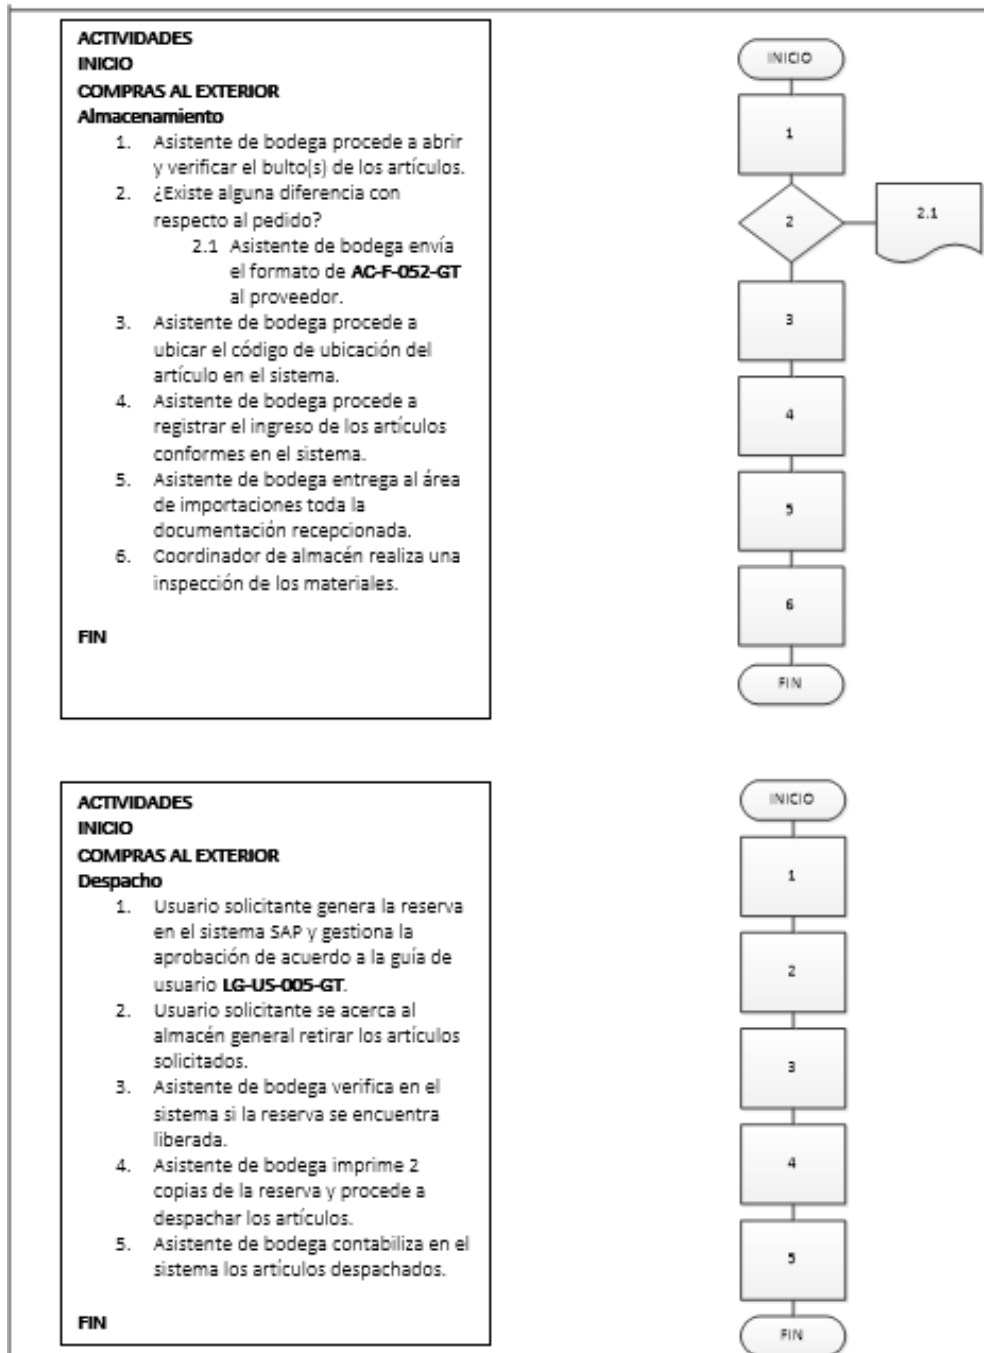 ACTIVIDADES
INICIO
COMPRAS AL EXTERIOR
Almacenamiento
1. Asistente de bodega procede a abrir
y verificar el bulto(s) de los artículos.
2. ¿Existe alguna diferencia con
respecto al pedido?
2.1 Asistente de bodega envía
el formato de AC-F-052-GT
al proveedor.
3. Asistente de bodega procede a
ubicar el código de ubicación del
artículo en el sistema.
4. Asistente de bodega procede a
registrar el ingreso de los artículos
conformes en el sistema.
5. Asistente de bodega entrega al área
de importaciones toda la
documentación recepcionada.
6. Coordinador de almacén realiza una
inspección de los materiales.
FIN
INICIO
1
2
2.1
3
4
5
6
FIN
ACTIVIDADES
INICIO
COMPRAS AL EXTERIOR
Despacho
1. Usuario solicitante genera la reserva
en el sistema SAP y gestiona la
aprobación de acuerdo a la guía de
usuario LG-US-005-GT.
2. Usuario solicitante se acerca al
almacén general retirar los artículos
solicitados.
3. Asistente de bodega verifica en el
sistema si la reserva se encuentra
liberada.
4. Asistente de bodega imprime 2
copias de la reserva y procede a
despachar los artículos.
5. Asistente de bodega contabiliza en el
sistema los artículos despachados.
FIN
INICIO
1
2
3
4
5
FIN